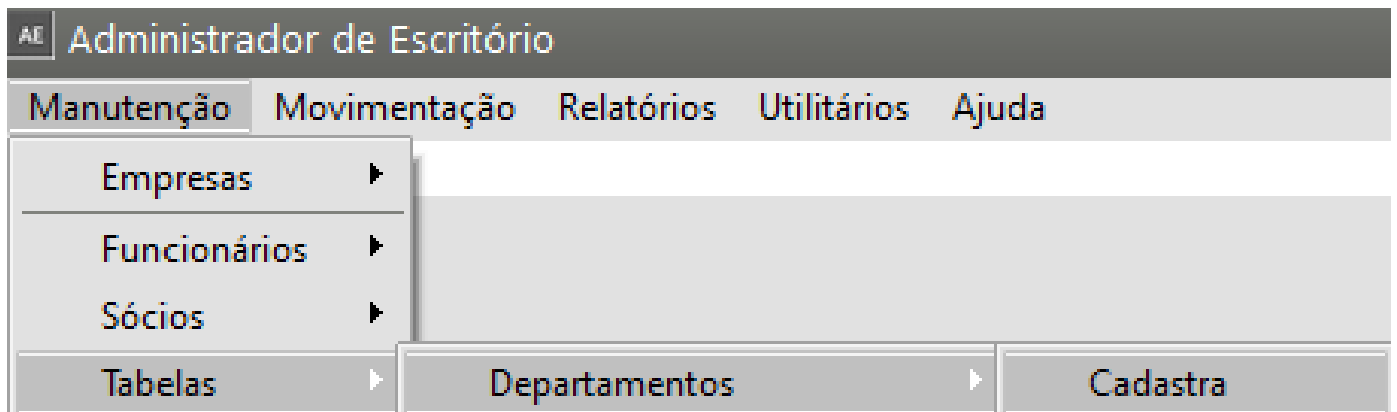 AE Administrador de Escritório
Manutenção Movimentação Relatórios Utilitários Ajuda
Empresas
Funcionários
Sócios
Tabelas Departamentos Cadastra